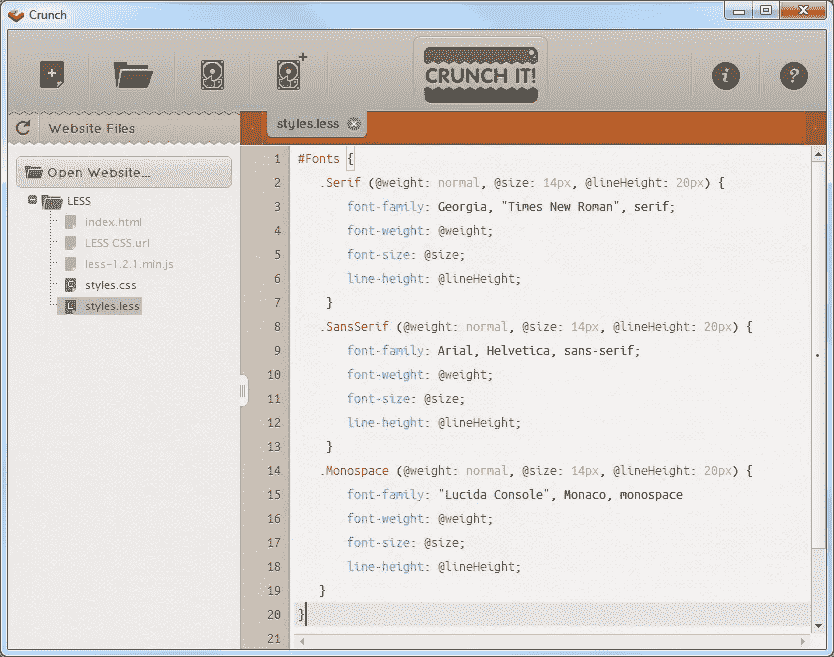 Crunch
CRUNCH IT!
i
?
Website Files
styles.less
Open Website...
LESS
index.html
LESS CSS.url
less-1.2.1.min.js
styles.css
styles.less
1 #Fonts {
2 .Serif (@weight: normal, @size: 14px, @lineHeight: 20px) {
3 font-family: Georgia, "Times New Roman", serif;
4 font-weight: @weight;
5 font-size: @size;
6 line-height: @lineHeight;
7 }
8 .SansSerif (@weight: normal, @size: 14px, @lineHeight: 20px) {
9 font-family: Arial, Helvetica, sans-serif;
10 font-weight: @weight;
11 font-size: @size;
12 line-height: @lineHeight;
13 }
14 .Monospace (@weight: normal, @size: 14px, @lineHeight: 20px) {
15 font-family: "Lucida Console", Monaco, monospace
16 font-weight: @weight;
17 font-size: @size;
18 line-height: @lineHeight;
19 }
20 }
21